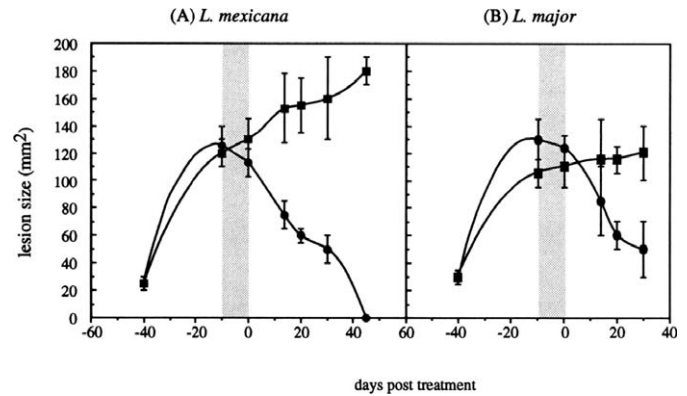 (A) L. mexicana
(B) L. major
lesion size (mm²)
200
180
160
140
120
100
80
60
40
20
0
-60 -40 -20 0 20 40 60 -40 -20 0 20 40
days post treatment